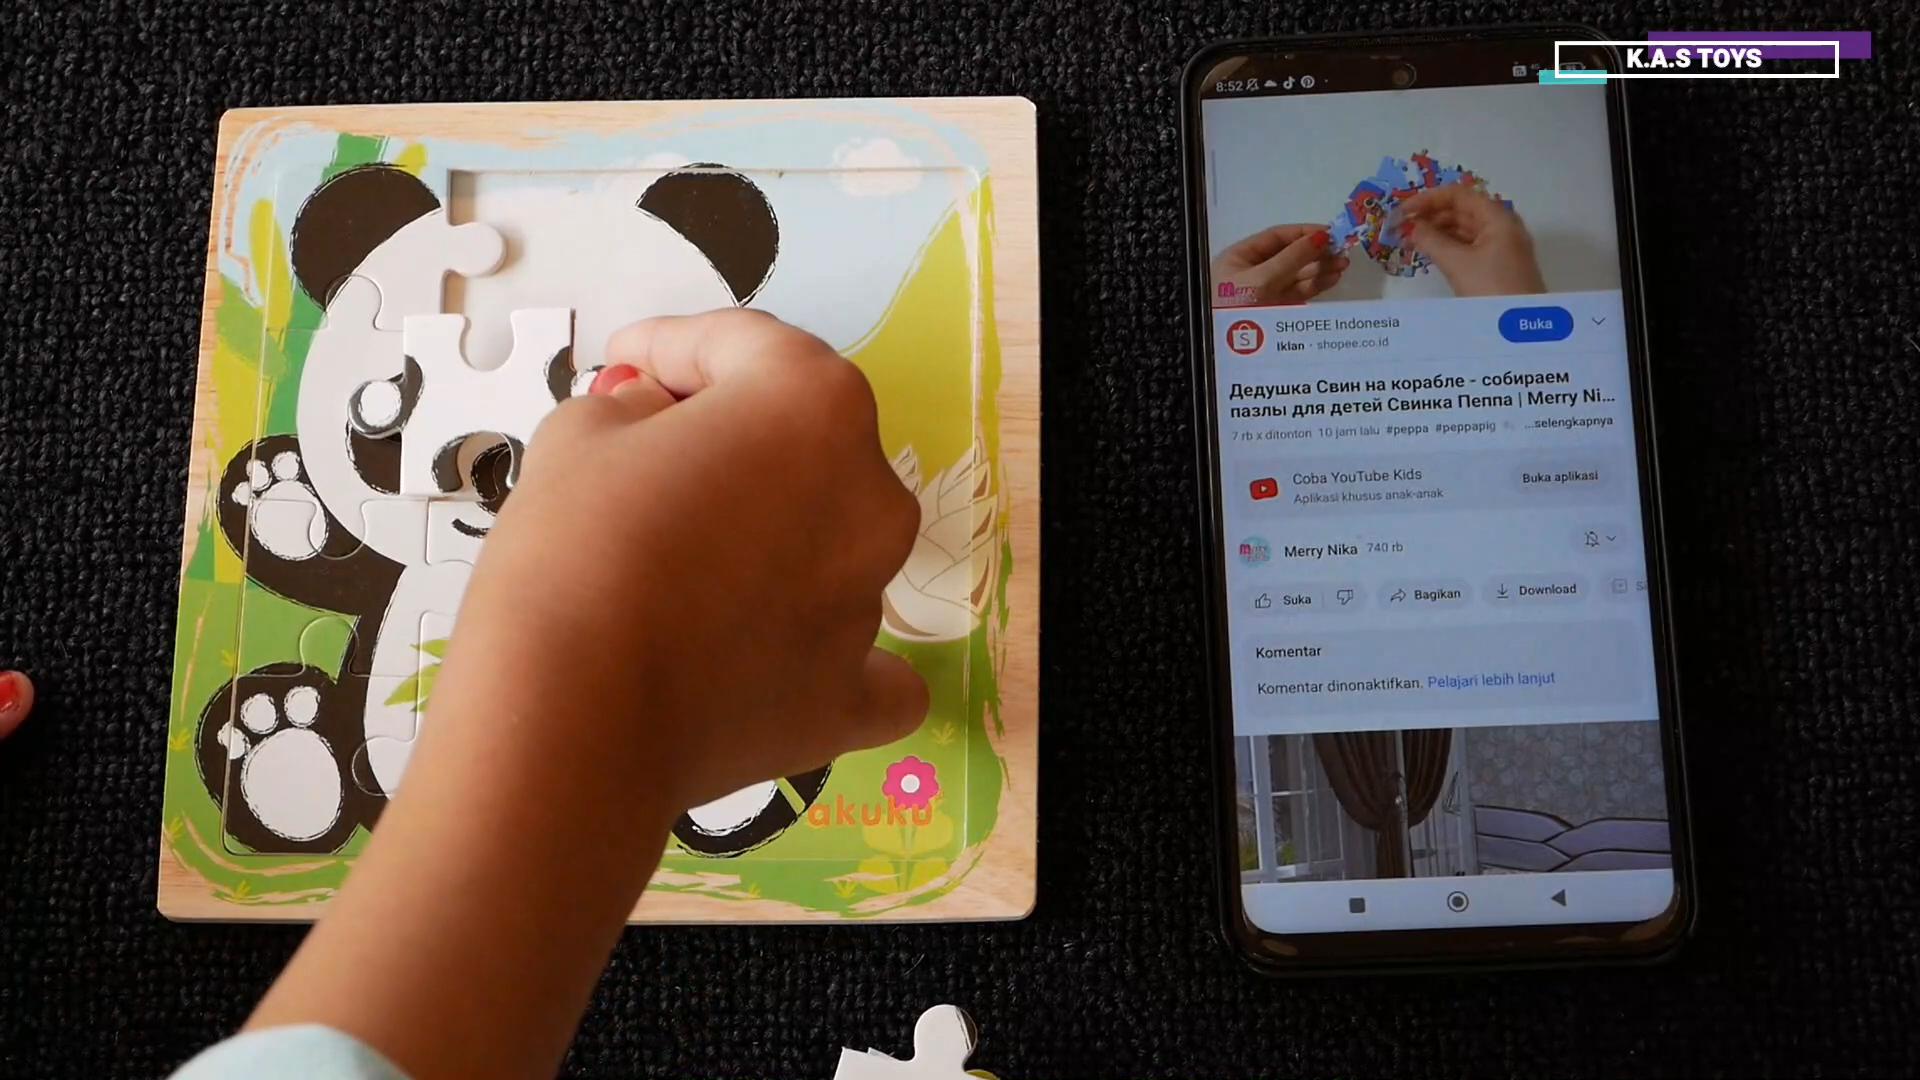 K.A.S TOYS
8:52
Merry
SHOPEE Indonesia
Buka
Iklan · shopee.co.id
Дедушка Свин на корабле - собираем
пазлы для детей Свинка Пеппа | Merry Ni...
7 rb x ditonton 10 jam lalu #peppa #peppapig ...selengkapnya
Coba YouTube Kids
Aplikasi khusus anak-anak
Buka aplikasi
Merry Nika 740 rb
Suka
Bagikan
Download
Komentar
Komentar dinonaktifkan. Pelajari lebih lanjut
akuku